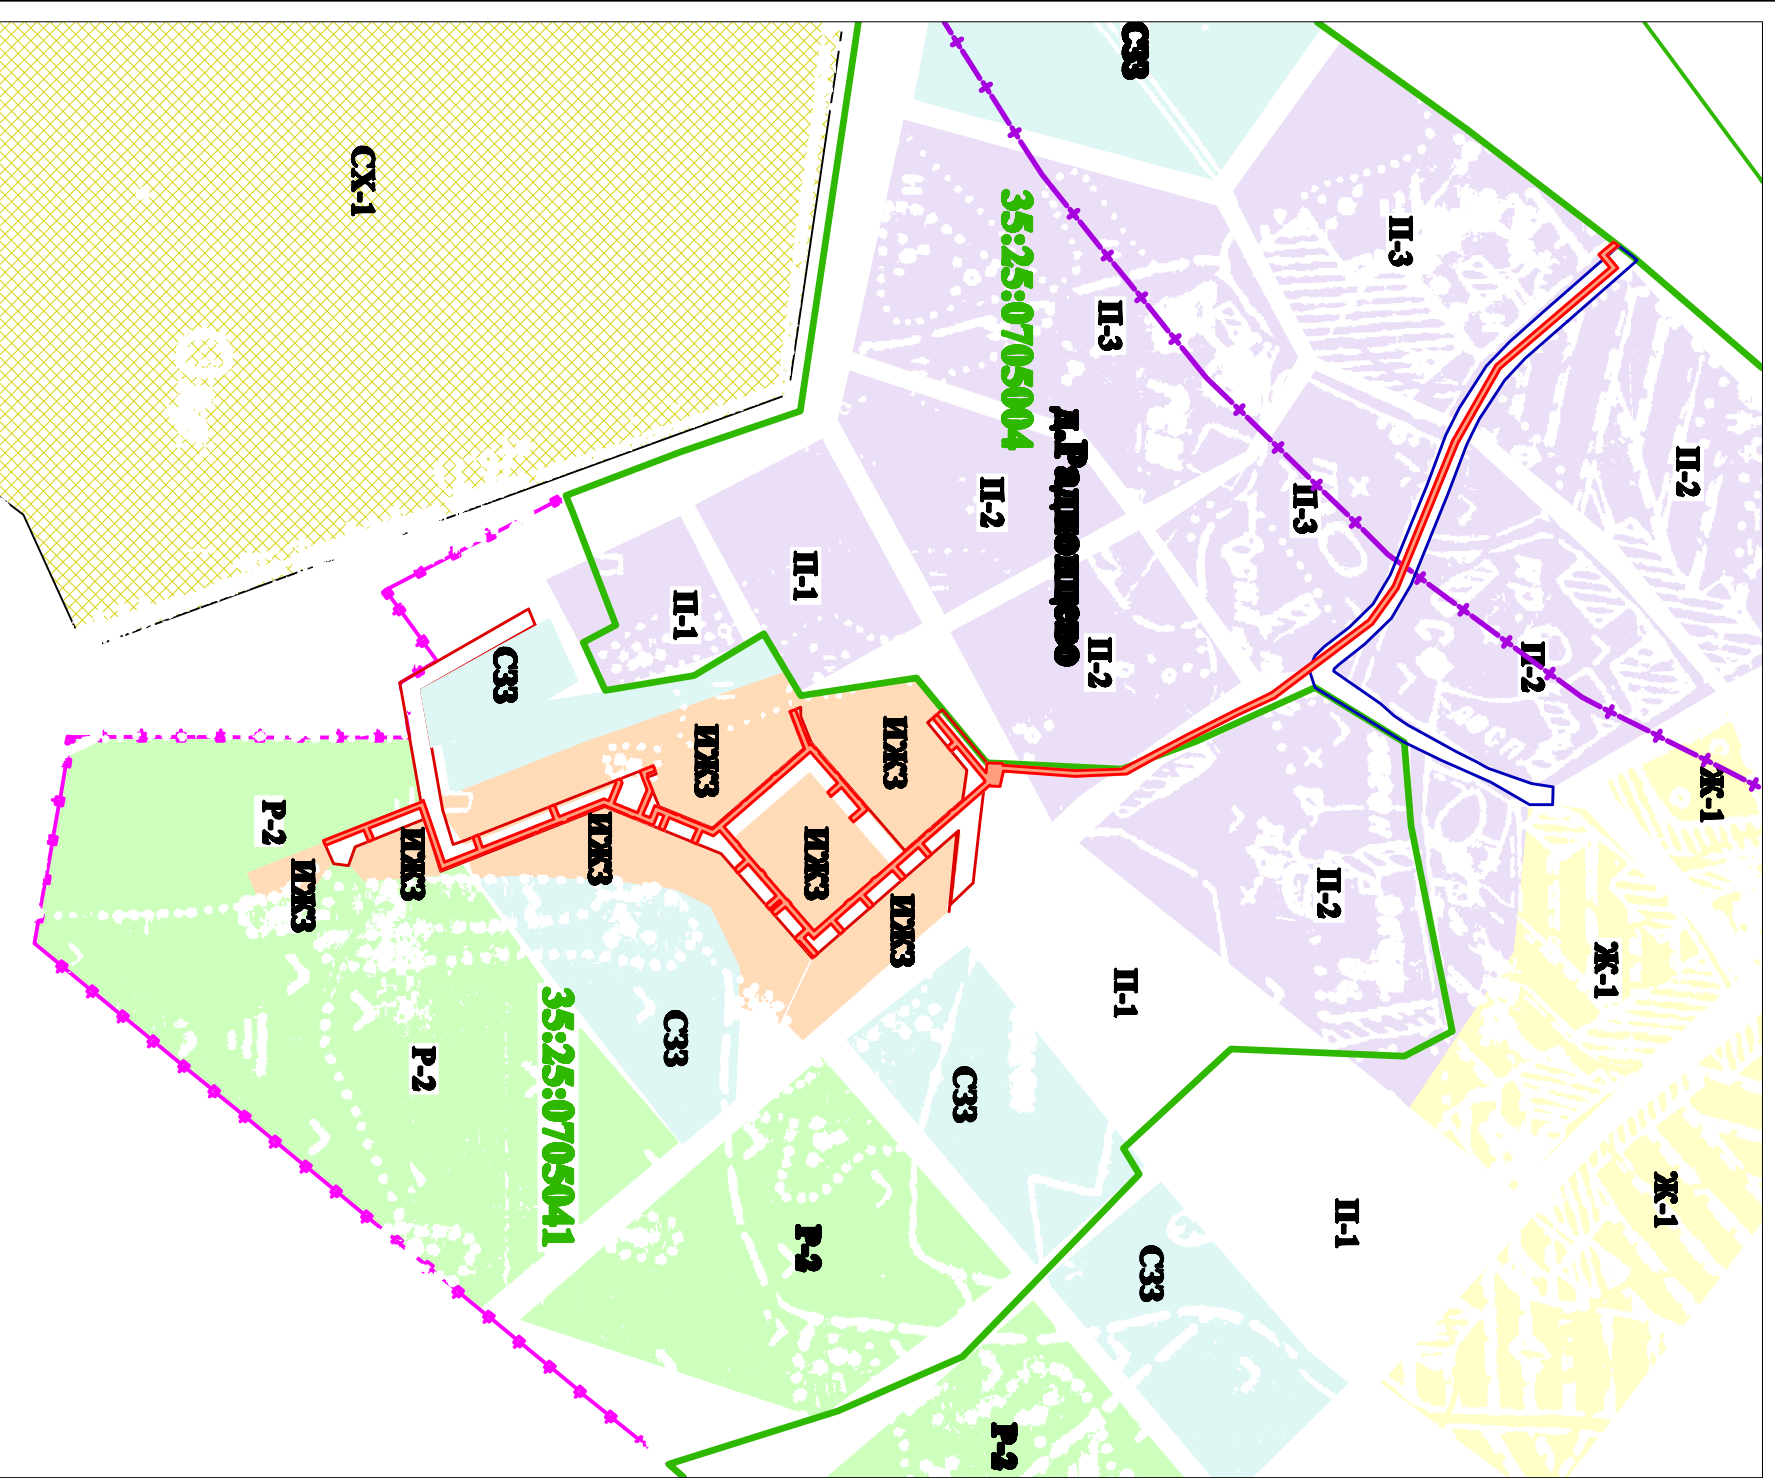 Ж-1
П-2
Ж-1
Ж-1
П-2
П-3
П-1
П-2
П-3
СЗЗ
СЗЗ
П-1
П-3
П-2
д.Радионцево
35:25:0705004
Р-2
П-2
СЗЗ
ИЖЗ
ИЖЗ
ИЖЗ
Р-2
П-1
ИЖЗ
П-1
СЗЗ
ИЖЗ
35:25:0705041
СЗЗ
Р-2
ИЖЗ
СХ-1
ИЖЗ
Р-2